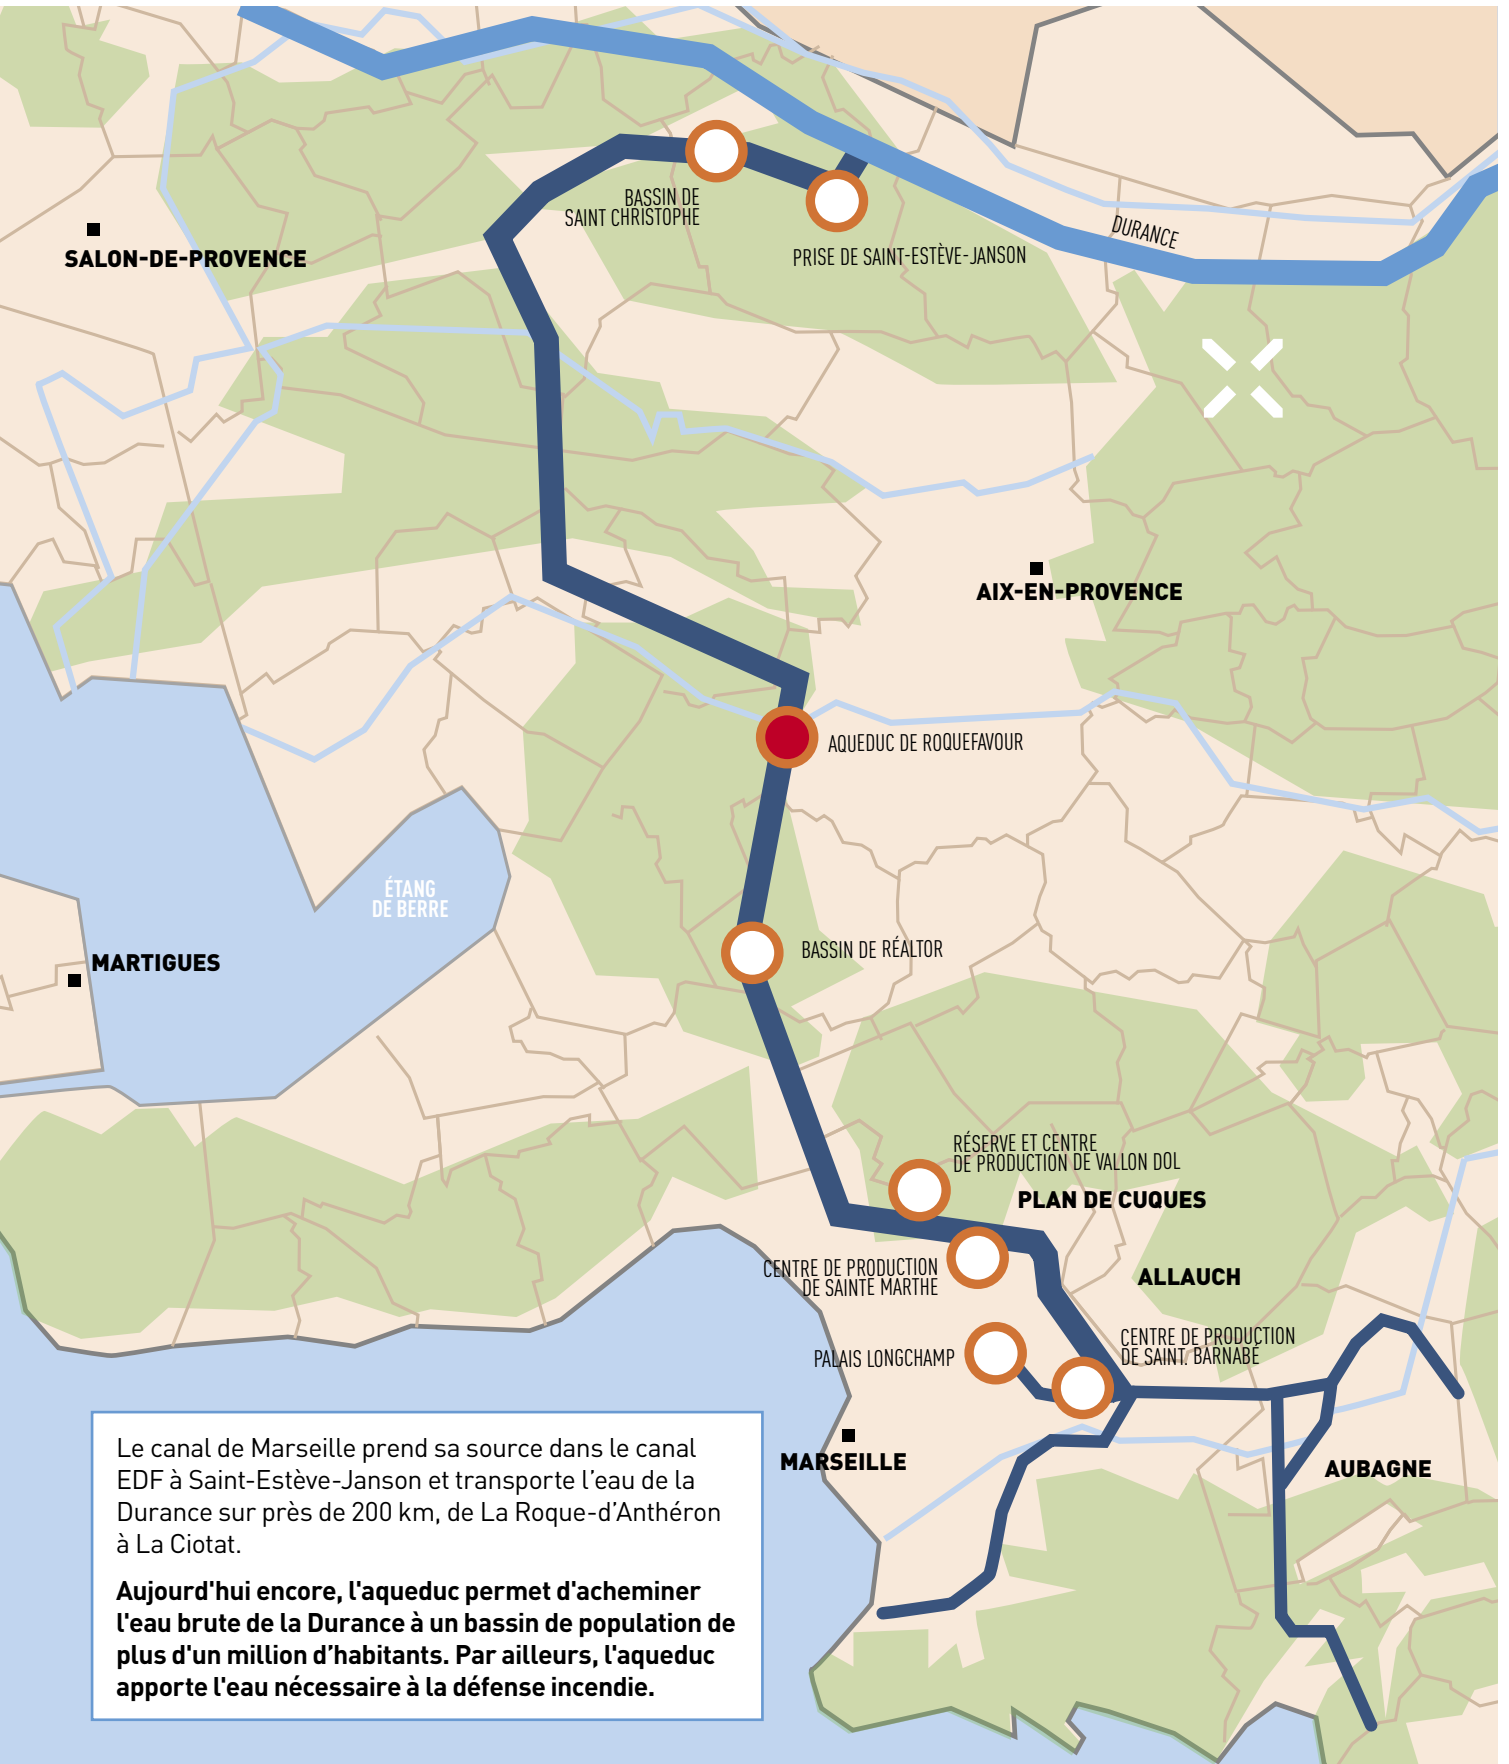 BASSIN DE
SAINT CHRISTOPHE
DURANCE
SALON-DE-PROVENCE
PRISE DE SAINT-ESTÈVE-JANSON
AIX-EN-PROVENCE
AQUEDUC DE ROQUEFAVOUR
ÉTANG
DE BERRE
BASSIN DE RÉALTOR
MARTIGUES
RÉSERVE ET CENTRE
DE PRODUCTION DE VALLON DOL
PLAN DE CUQUES
CENTRE DE PRODUCTION
DE SAINTE MARTHE
ALLAUCH
CENTRE DE PRODUCTION
DE SAINT. BARNABÉ
PALAIS LONGCHAMP
MARSEILLE
AUBAGNE
Le canal de Marseille prend sa source dans le canal
EDF à Saint-Estève-Janson et transporte l’eau de la
Durance sur près de 200 km, de La Roque-d’Anthéron
à La Ciotat.
Aujourd'hui encore, l'aqueduc permet d'acheminer
l'eau brute de la Durance à un bassin de population de
plus d'un million d’habitants. Par ailleurs, l'aqueduc
apporte l'eau nécessaire à la défense incendie.